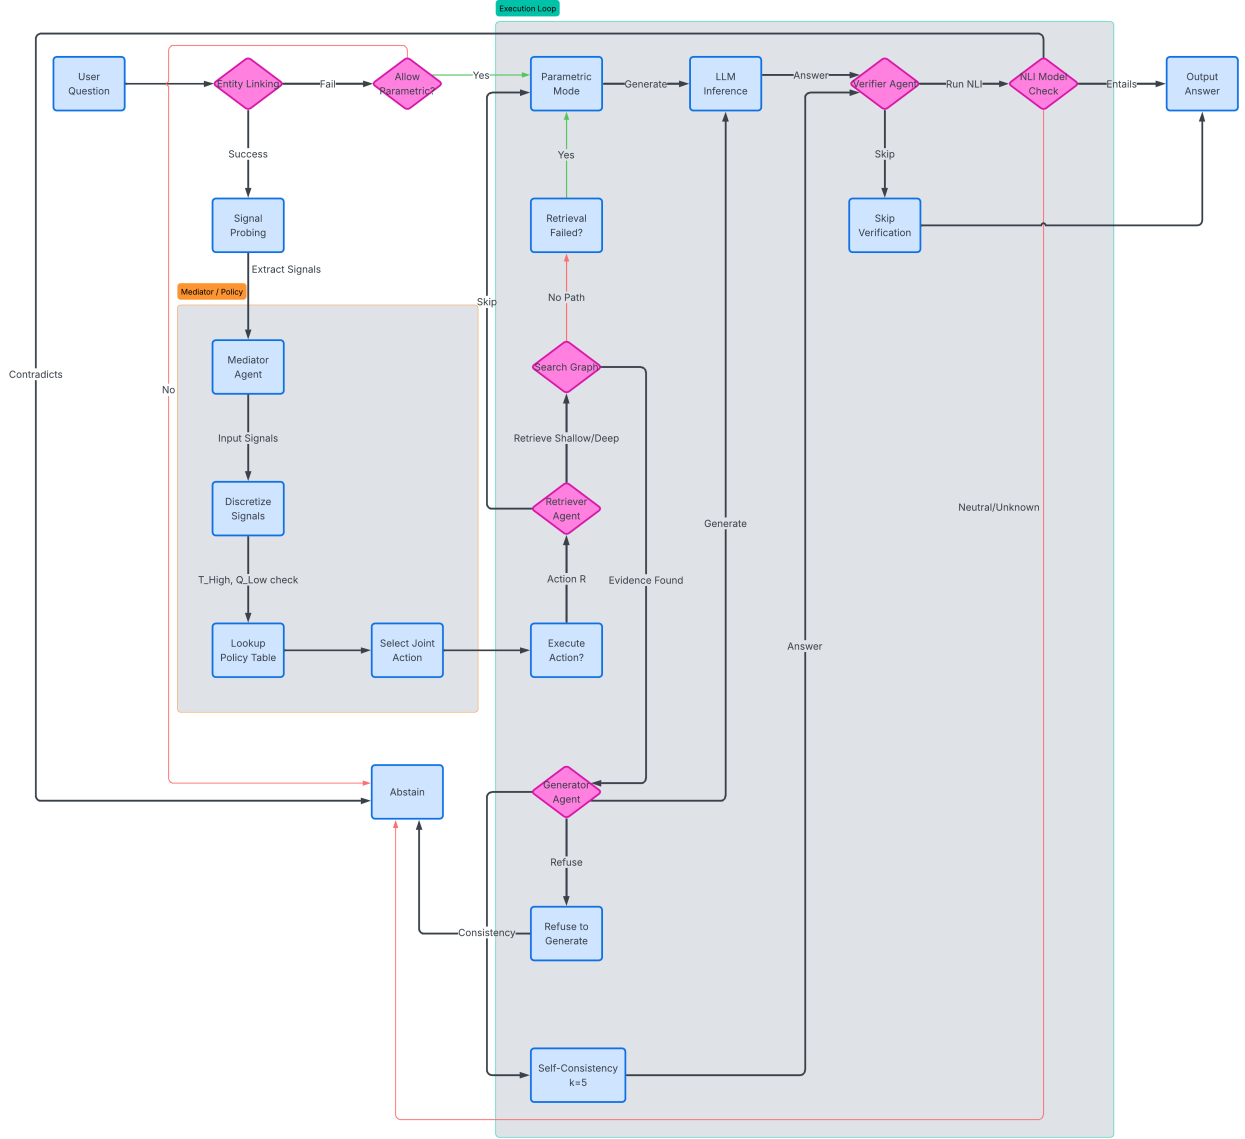 Execution Loop
User
Question
Entity Linking
Fail
Allow
Parametric?
Yes
Parametric
Mode
Generate
LLM
Inference
Answer
Verifier Agent
Run NLI
NLI Model
Check
Entails
Output
Answer
Success
Yes
Skip
Signal
Probing
Retrieval
Failed?
Skip
Verification
Extract Signals
Mediator / Policy
No Path
Skip
Mediator
Agent
Search Graph
Contradicts
No
Input Signals
Retrieve Shallow/Deep
Discretize
Signals
Retriever
Agent
Neutral/Unknown
Generate
T_High, Q_Low check
Action R
Evidence Found
Lookup
Policy Table
Select Joint
Action
Execute
Action?
Answer
Abstain
Generator
Agent
Refuse
Consistency
Refuse to
Generate
Self-Consistency
k=5